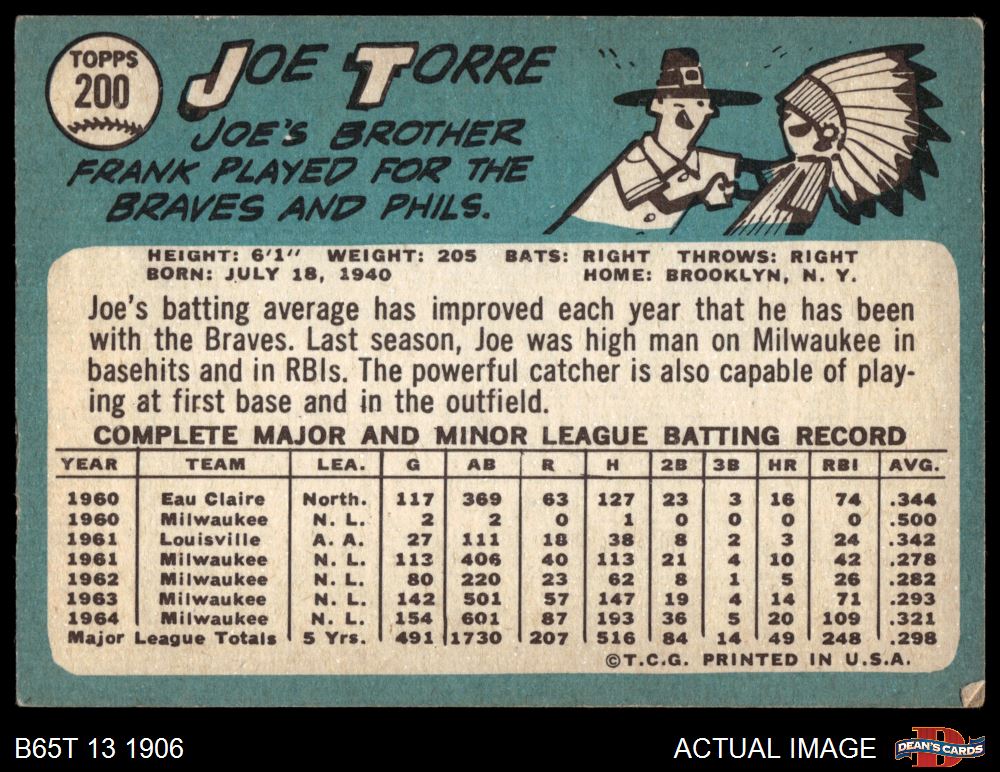 TOPPS
200
JOE TORRE
JOE'S BROTHER
FRANK PLAYED FOR THE
BRAVES AND PHILS.
HEIGHT: 6'1" WEIGHT: 205 BATS: RIGHT THROWS: RIGHT
BORN: JULY 18, 1940 HOME: BROOKLYN, N. Y.
Joe's batting average has improved each year that he has been
with the Braves. Last season, Joe was high man on Milwaukee in
basehits and in RBIs. The powerful catcher is also capable of play-
ing at first base and in the outfield.
COMPLETE MAJOR AND MINOR LEAGUE BATTING RECORD
YEAR TEAM LEA. G AB R H 2B 3B HR RBI AVG.
1960 Eau Claire North. 117 369 63 127 23 3 16 74 .344
1960 Milwaukee N. L. 2 2 0 1 0 0 0 0 .500
1961 Louisville A. A. 27 111 18 38 8 2 3 24 .342
1961 Milwaukee N. L. 113 406 40 113 21 4 10 42 .278
1962 Milwaukee N. L. 80 220 23 62 8 1 5 26 .282
1963 Milwaukee N. L. 142 501 57 147 19 4 14 71 .293
1964 Milwaukee N. L. 154 601 87 193 36 5 20 109 .321
Major League Totals 5 Yrs. 491 1730 207 516 84 14 49 248 .298
©T.C.G. PRINTED IN U.S.A.
B65T 13 1906 ACTUAL IMAGE
D
DEAN'S CARDS